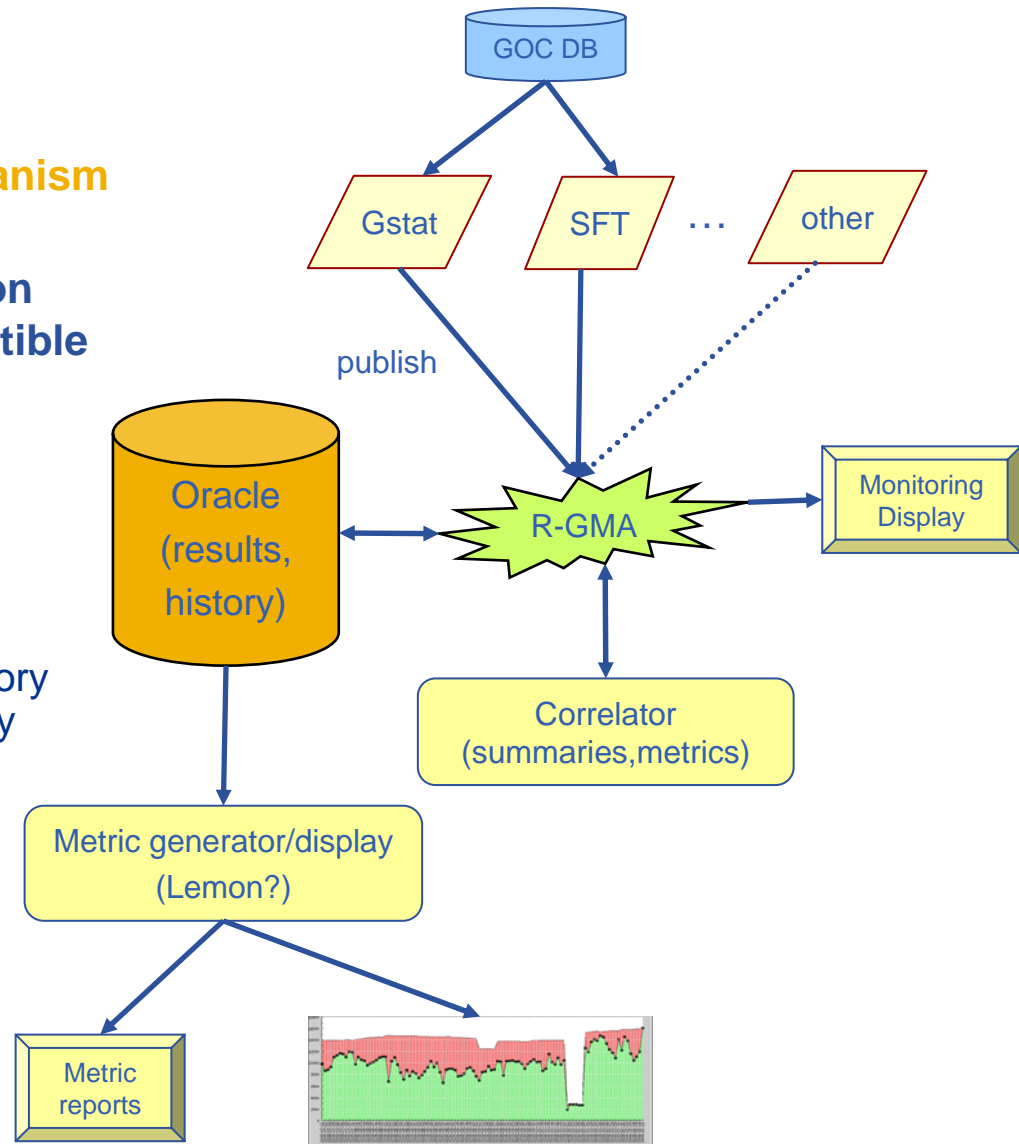 GOC DB
anism
Gstat
SFT
...
other
on
tible
publish
Oracle
(results,
history)
R-GMA
Monitoring
Display
ory
y
Correlator
(summaries,metrics)
Metric generator/display
(Lemon?)
Metric
reports